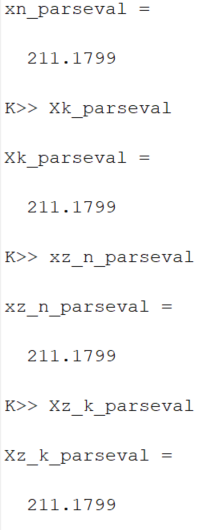 xn_parseval =
211.1799
K>> Xk_parseval
Xk_parseval =
211.1799
K>> xz_n_parseval
xz_n_parseval =
211.1799
K>> Xz_k_parseval
Xz_k_parseval =
211.1799